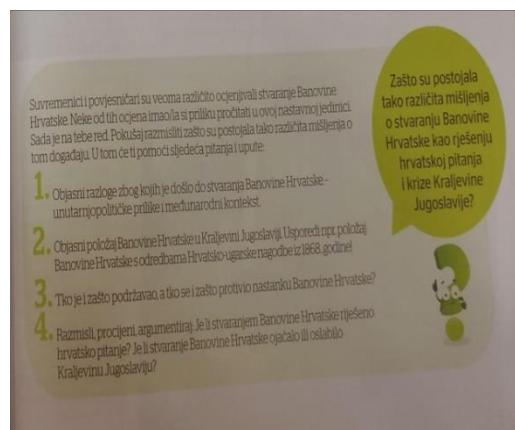 Suvremenici i povjesničari su veoma različito ocjenjivali stvaranje Banovine
Hrvatske. Neke od tih ocjena imao/la si priliku pročitati u ovoj nastavnoj jedinici.
Sada je na tebe red. Pokušaj razmisliti zašto su postojala tako različita mišljenja o
tom događaju. U tom će ti pomoći sljedeća pitanja i upute:
1. Objasni razloge zbog kojih je došlo do stvaranja Banovine Hrvatske -
unutarnjopolitičke prilike i međunarodni kontekst.
2. Objasni položaj Banovine Hrvatske u Kraljevini Jugoslaviji. Usporedi npr. položaj
Banovine Hrvatske s odredbama Hrvatsko-ugarske nagodbe iz 1868. godine!
3. Tko je i zašto podržavao, a tko se i zašto protivio nastanku Banovine Hrvatske?
4. Razmisli, procijeni, argumentiraj: Je li stvaranjem Banovine Hrvatske riješeno
hrvatsko pitanje? Je li stvaranje Banovine Hrvatske ojačalo ili oslabilo
Kraljevinu Jugoslaviju?
Zašto su postojala
tako različita mišljenja
o stvaranju Banovine
Hrvatske kao rješenju
hrvatskoj pitanja
i krize Kraljevine
Jugoslavije?